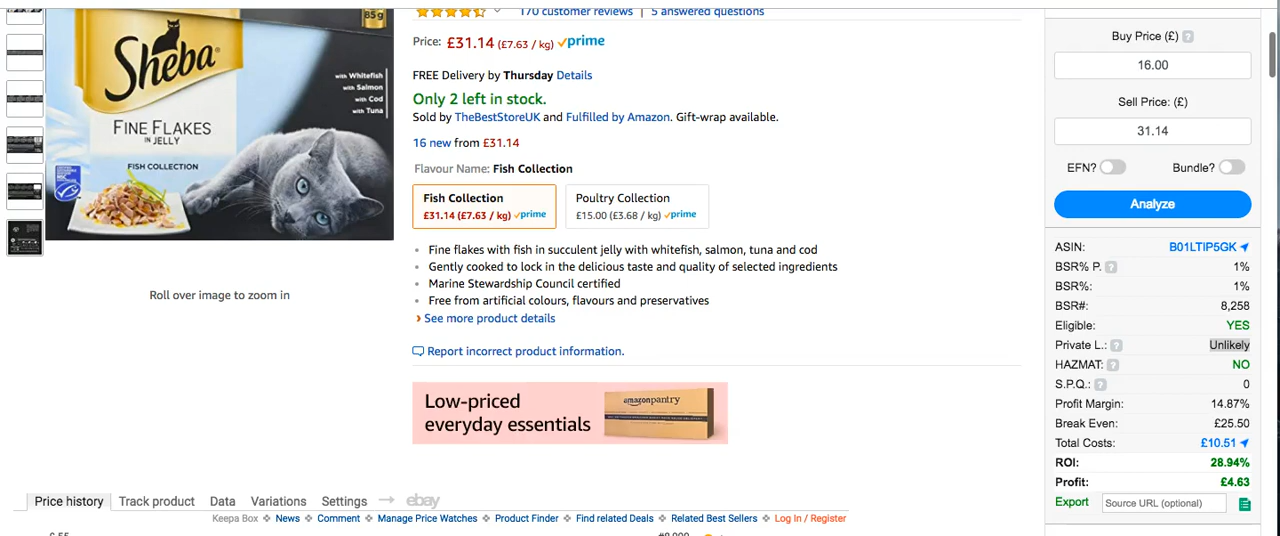 85g
Sheba
with Whitefish
with Salmon
with Cod
with Tuna
FINE FLAKES
IN JELLY
FISH COLLECTION
MSC
Roll over image to zoom in
170 customer reviews | 5 answered questions
Price: £31.14 (£7.63 / kg) prime
FREE Delivery by Thursday Details
Only 2 left in stock.
Sold by TheBestStoreUK and Fulfilled by Amazon. Gift-wrap available.
16 new from £31.14
Flavour Name: Fish Collection
Fish Collection
£31.14 (£7.63 / kg) prime
Poultry Collection
£15.00 (£3.68 / kg) prime
• Fine flakes with fish in succulent jelly with whitefish, salmon, tuna and cod
• Gently cooked to lock in the delicious taste and quality of selected ingredients
• Marine Stewardship Council certified
• Free from artificial colours, flavours and preservatives
› See more product details
Report incorrect product information.
Low-priced
everyday essentials
amazonpantry
Price history Track product Data Variations Settings → ebay
Keepa Box ❖ News ❖ Comment ❖ Manage Price Watches ❖ Product Finder ❖ Find related Deals ❖ Related Best Sellers ❖ Log In / Register
Buy Price (£) ?
16.00
Sell Price: (£)
31.14
EFN? Bundle?
Analyze
ASIN: B01LTIP5GK
BSR% P. ? 1%
BSR%: 1%
BSR#: 8,258
Eligible: YES
Private L.: ? Unlikely
HAZMAT: ? NO
S.P.Q.: ? 0
Profit Margin: 14.87%
Break Even: £25.50
Total Costs: £10.51
ROI: 28.94%
Profit: £4.63
Export Source URL (optional)